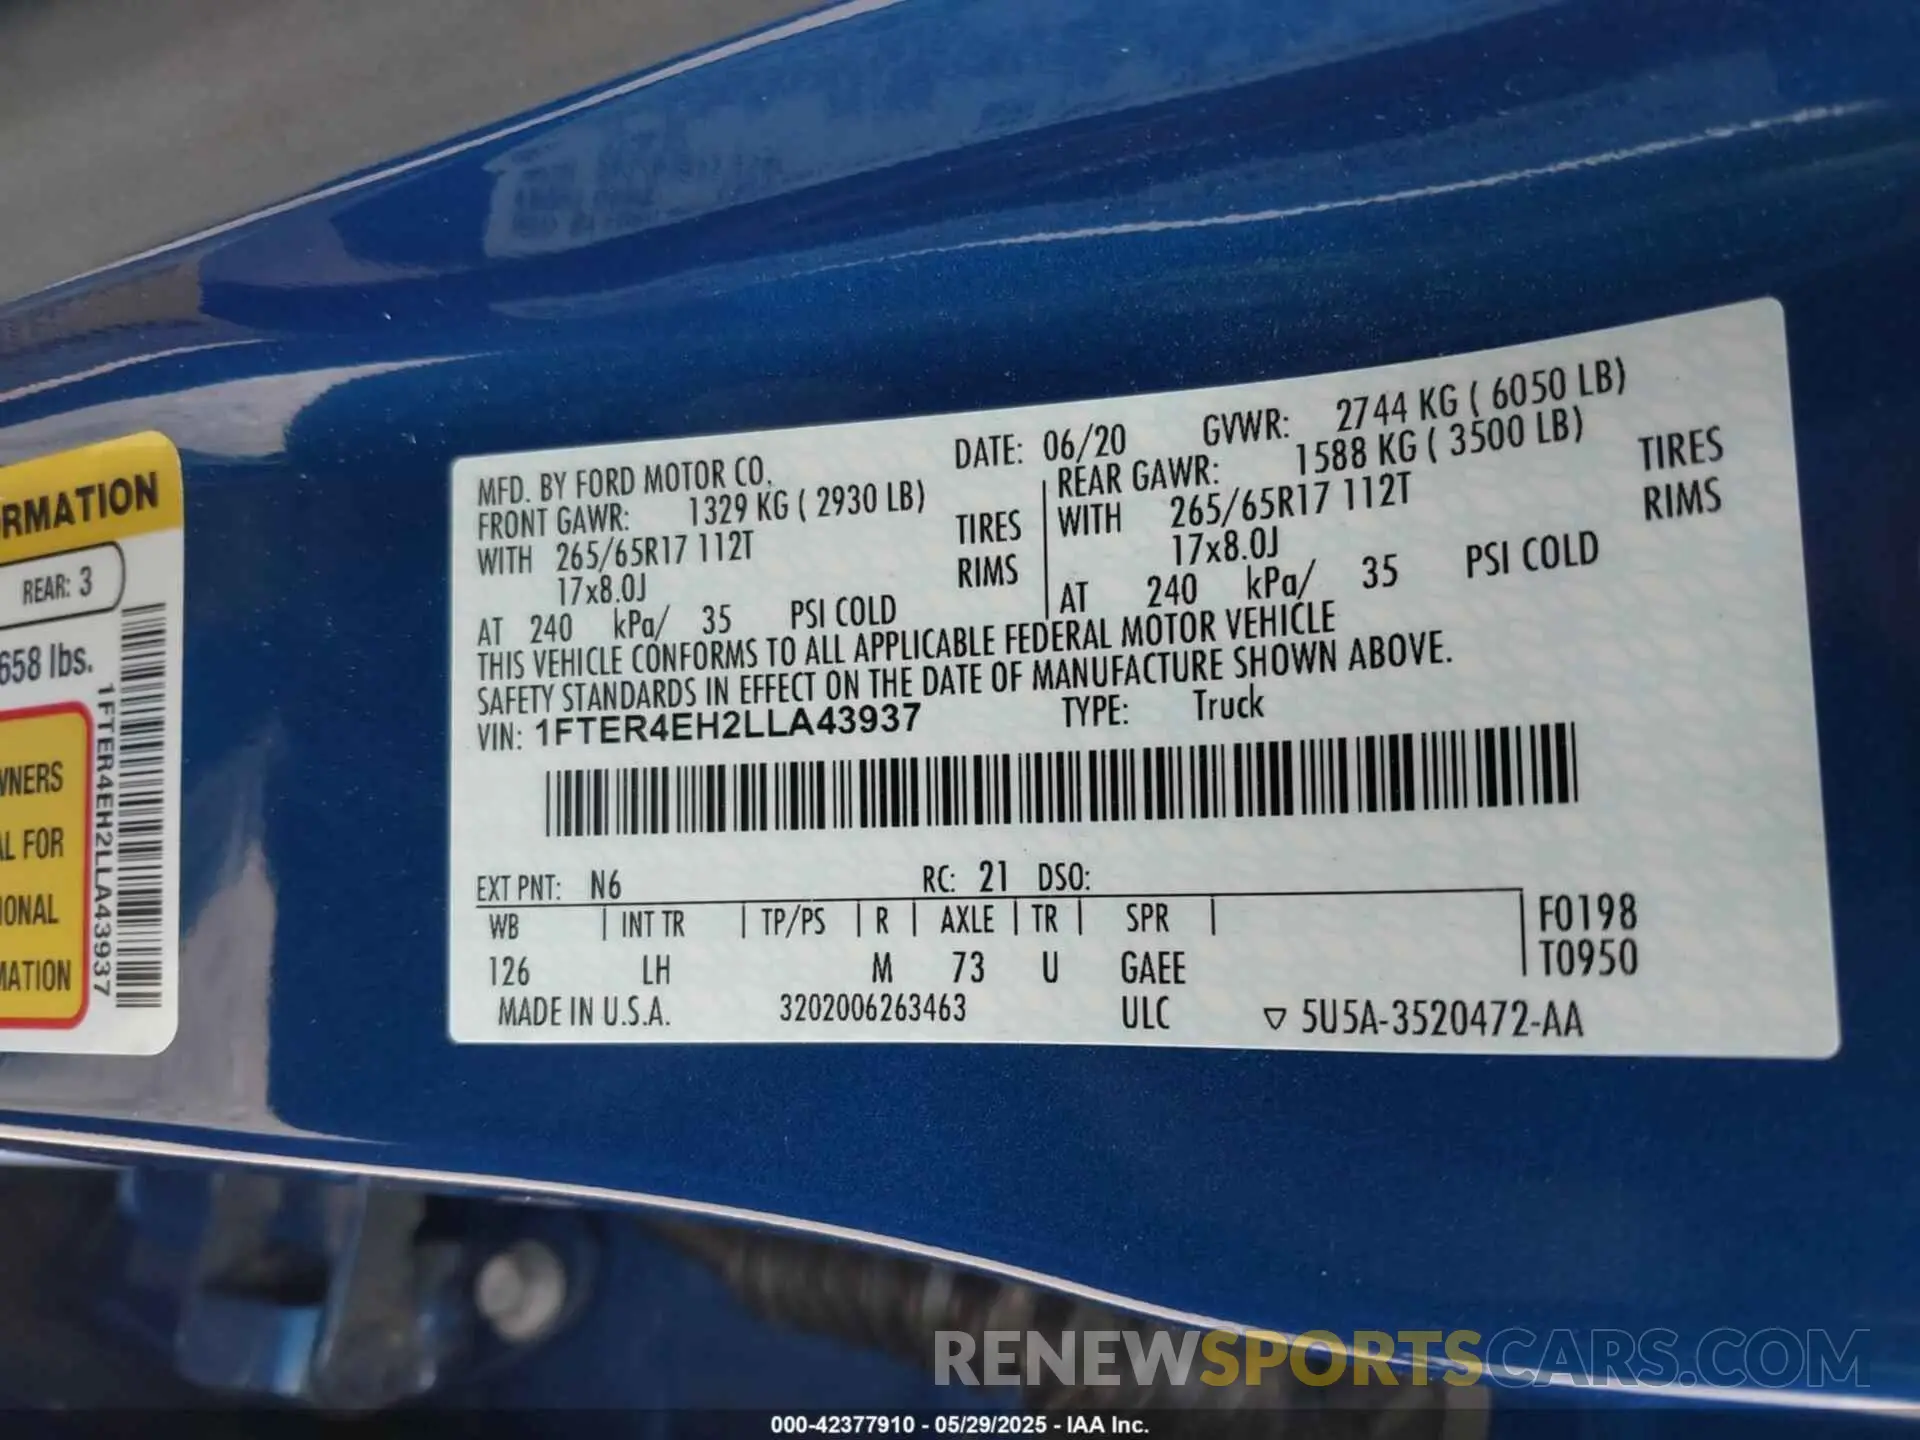 RMATION
REAR: 3
658 lbs.
WNERS
AL FOR
IONAL
MATION
1FTER4EH2LLA43937
MFD. BY FORD MOTOR CO. DATE: 06/20 GVWR: 2744 KG ( 6050 LB)
FRONT GAWR: 1329 KG ( 2930 LB) REAR GAWR: 1588 KG ( 3500 LB)
WITH 265/65R17 112T TIRES WITH 265/65R17 112T TIRES
17x8.0J RIMS 17x8.0J RIMS
AT 240 kPa/ 35 PSI COLD AT 240 kPa/ 35 PSI COLD
THIS VEHICLE CONFORMS TO ALL APPLICABLE FEDERAL MOTOR VEHICLE
SAFETY STANDARDS IN EFFECT ON THE DATE OF MANUFACTURE SHOWN ABOVE.
VIN: 1FTER4EH2LLA43937 TYPE: Truck
EXT PNT: N6 RC: 21 DSO:
WB INT TR TP/PS R AXLE TR SPR F0198
126 LH M 73 U GAEE T0950
MADE IN U.S.A. 3202006263463 ULC ▽ 5U5A-3520472-AA
RENEWSPORTSCARS.COM
000-42377910 - 05/29/2025 - IAA Inc.